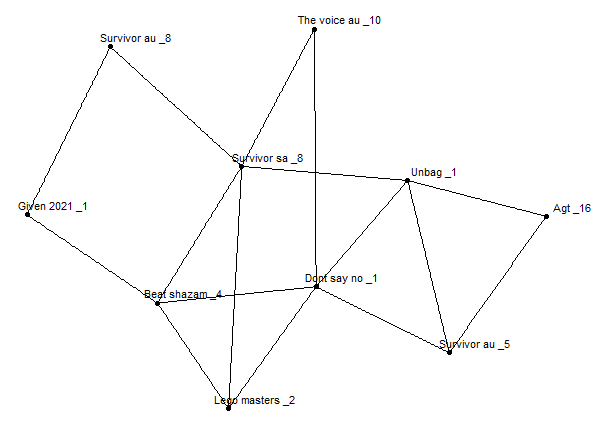 The voice au _10
Survivor au _8
Survivor sa _8
Unbag _1
Given 2021 _1
Agt _16
Dont say no _1
Beat shazam _4
Survivor au _5
Lego masters _2